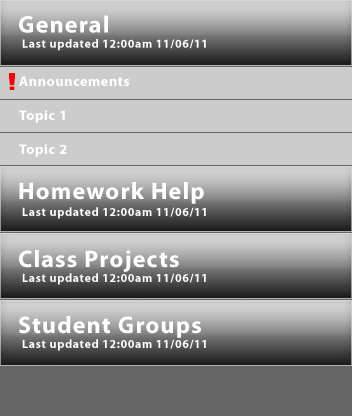 General
Last updated 12:00am 11/06/11
! Announcements
Topic 1
Topic 2
Homework Help
Last updated 12:00am 11/06/11
Class Projects
Last updated 12:00am 11/06/11
Student Groups
Last updated 12:00am 11/06/11